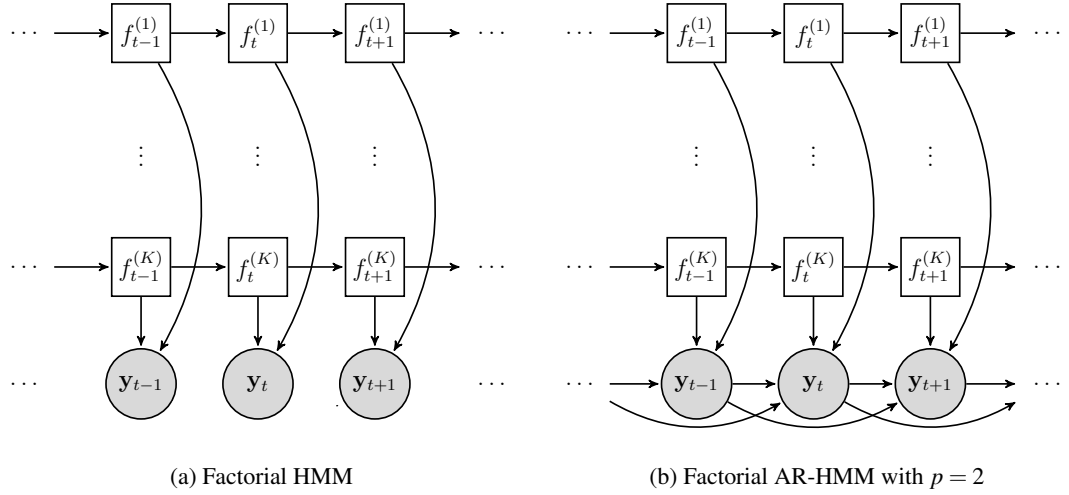 ⋯ f_{t-1}^{(1)} f_t^{(1)} f_{t+1}^{(1)} ⋯ ⋯ f_{t-1}^{(1)} f_t^{(1)} f_{t+1}^{(1)} ⋯
⋮ ⋮ ⋮ ⋮ ⋮ ⋮
⋯ f_{t-1}^{(K)} f_t^{(K)} f_{t+1}^{(K)} ⋯ ⋯ f_{t-1}^{(K)} f_t^{(K)} f_{t+1}^{(K)} ⋯
⋯ y_{t-1} y_t y_{t+1} ⋯ ⋯ y_{t-1} y_t y_{t+1} ⋯
(a) Factorial HMM
(b) Factorial AR-HMM with p = 2